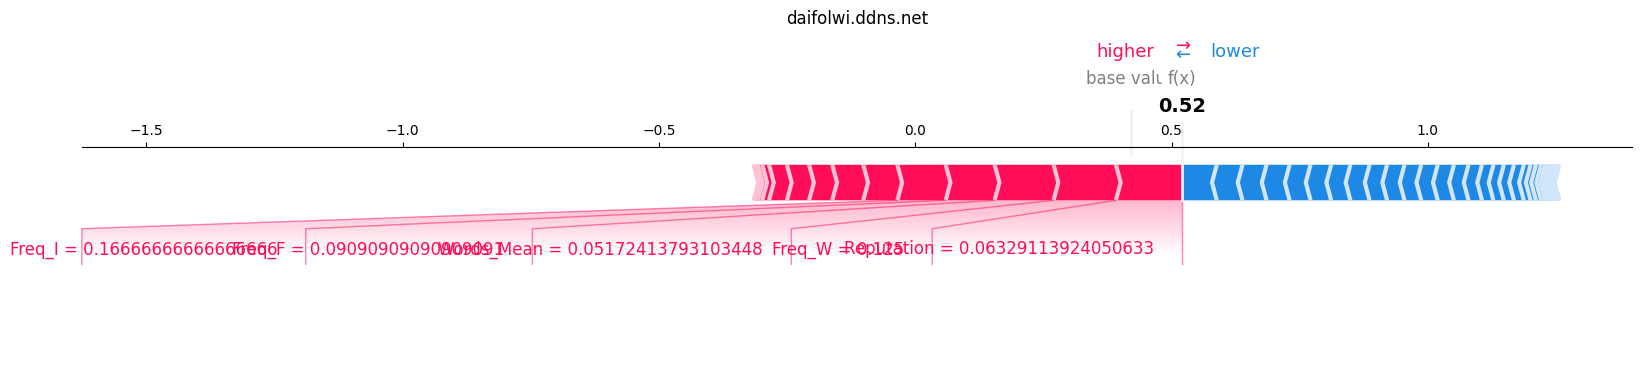 daifolwi.ddns.net
higher ⇄ lower
base valu f(x)
0.52
−1.5 −1.0 −0.5 0.0 0.5 1.0
Freq_I = 0.16666666666666666 Freq_F = 0.09090909090909091 Words_Mean = 0.05172413793103448 Freq_W = 0.125 Reputation = 0.06329113924050633